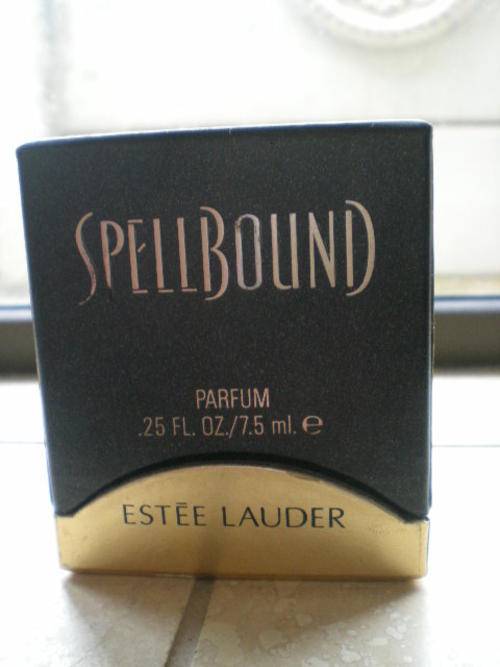 SPELLBOUND
PARFUM
.25 FL. OZ./7.5 ml. ℮
ESTĒE LAUDER